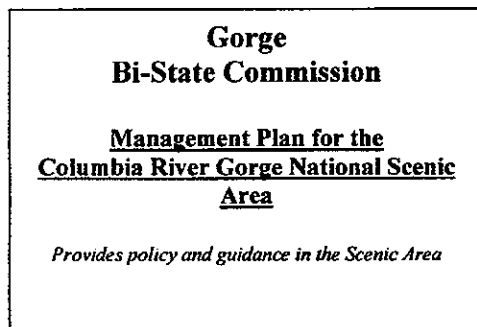 Gorge
Bi-State Commission
Management Plan for the
Columbia River Gorge National Scenic
Area
Provides policy and guidance in the Scenic Area